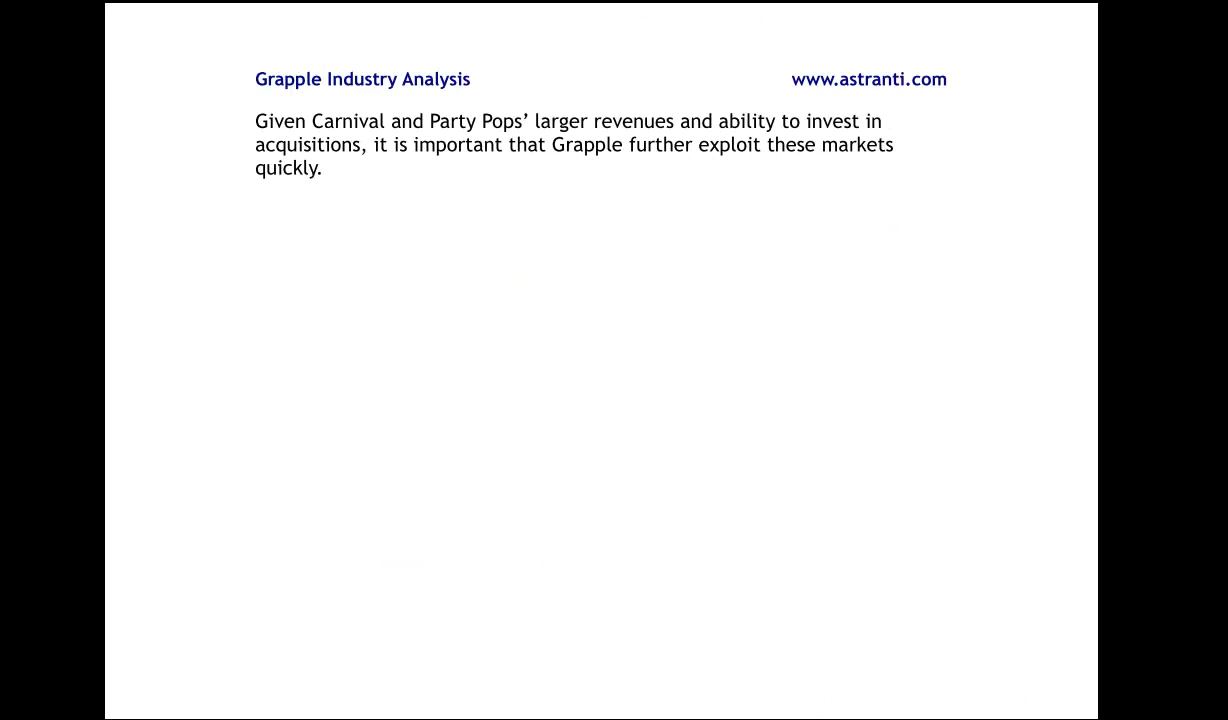 Grapple Industry Analysis www.astranti.com
Given Carnival and Party Pops’ larger revenues and ability to invest in
acquisitions, it is important that Grapple further exploit these markets
quickly.